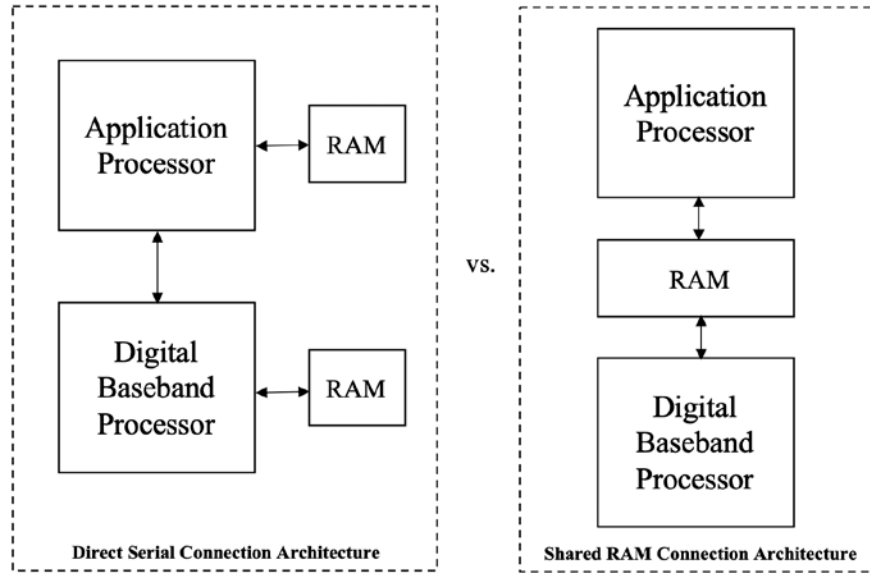 Application
Processor
RAM
Digital
Baseband
Processor
RAM
Direct Serial Connection Architecture
vs.
Application
Processor
RAM
Digital
Baseband
Processor
Shared RAM Connection Architecture